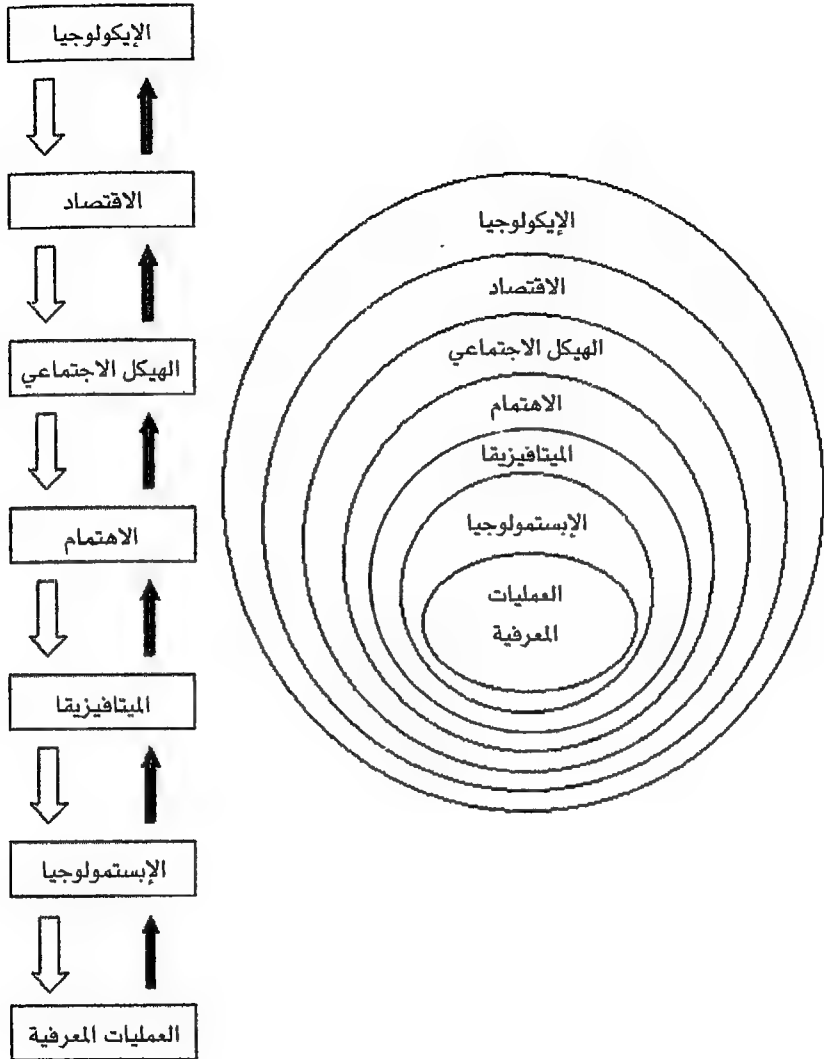 الإيكولوجيا
الاقتصاد
الهيكل الاجتماعي
الاهتمام
الميتافيزيقا
الإبستمولوجيا
العمليات المعرفية
الإيكولوجيا
الاقتصاد
الهيكل الاجتماعي
الاهتمام
الميتافيزيقا
الإبستمولوجيا
العمليات
المعرفية